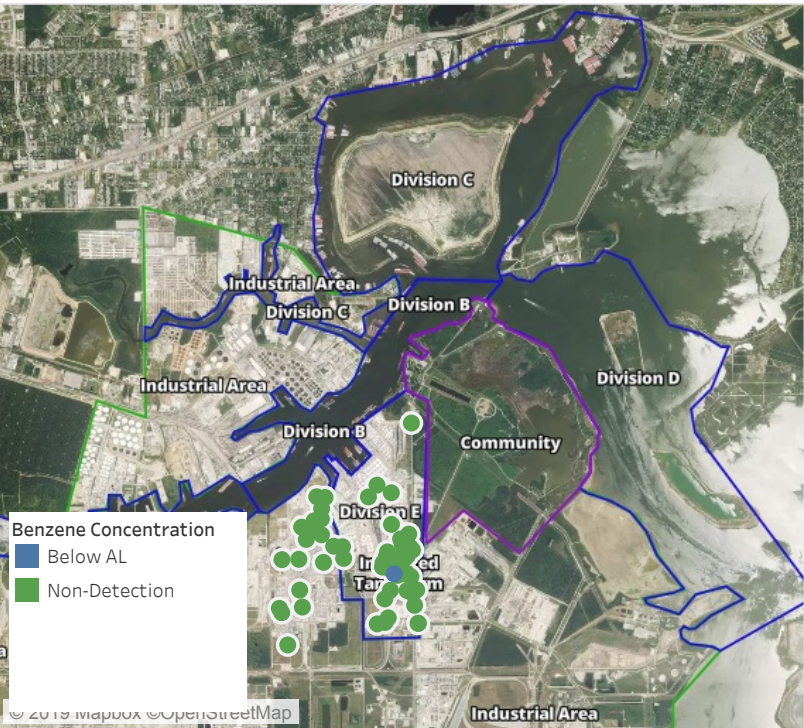 Division C
Industrial Area
Division C
Division B
Industrial Area
Division D
Division B
Community
Division E
Industrial Area
Benzene Concentration
Below AL
Non-Detection
© 2019 Mapbox ©OpenStreetMap